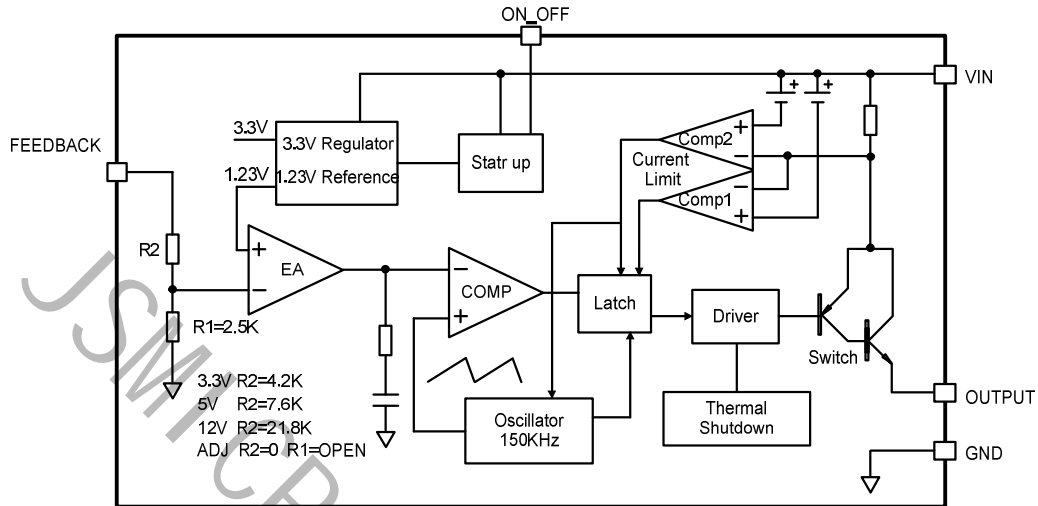 ON_OFF
VIN
FEEDBACK
3.3V
3.3V Regulator
1.23V
1.23V Reference
Statr up
Comp2
Current
Limit
Comp1
+
−
−
+
+
+
R2
+
−
EA
−
+
COMP
Latch
Driver
Switch
R1=2.5K
3.3V R2=4.2K
5V R2=7.6K
12V R2=21.8K
ADJ R2=0 R1=OPEN
Oscillator
150KHz
Thermal
Shutdown
OUTPUT
GND
JSMICR